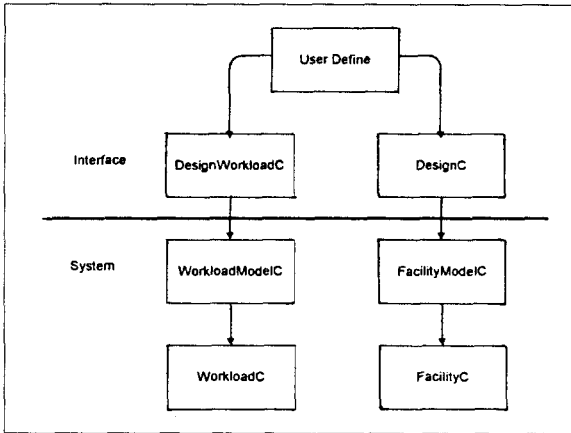 User Define
Interface
DesignWorkloadC
DesignC
System
WorkloadModelC
FacilityModelC
WorkloadC
FacilityC